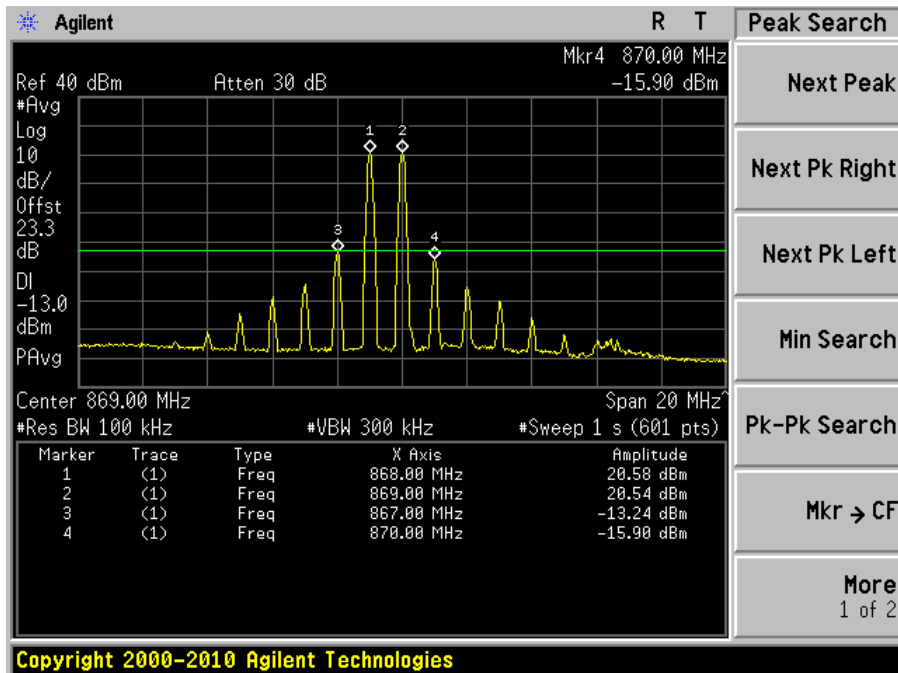 Agilent R T Peak Search
Mkr4 870.00 MHz
Ref 40 dBm Atten 30 dB -15.90 dBm
#Avg
Log
10
dB/
Offst
23.3
dB
DI
-13.0
dBm
PAvg
1 2
3 4
Center 869.00 MHz Span 20 MHz^
#Res BW 100 kHz #VBW 300 kHz #Sweep 1 s (601 pts)
Marker Trace Type X Axis Amplitude
1 (1) Freq 868.00 MHz 20.58 dBm
2 (1) Freq 869.00 MHz 20.54 dBm
3 (1) Freq 867.00 MHz -13.24 dBm
4 (1) Freq 870.00 MHz -15.90 dBm
Next Peak
Next Pk Right
Next Pk Left
Min Search
Pk-Pk Search
Mkr → CF
More
1 of 2
Copyright 2000-2010 Agilent Technologies